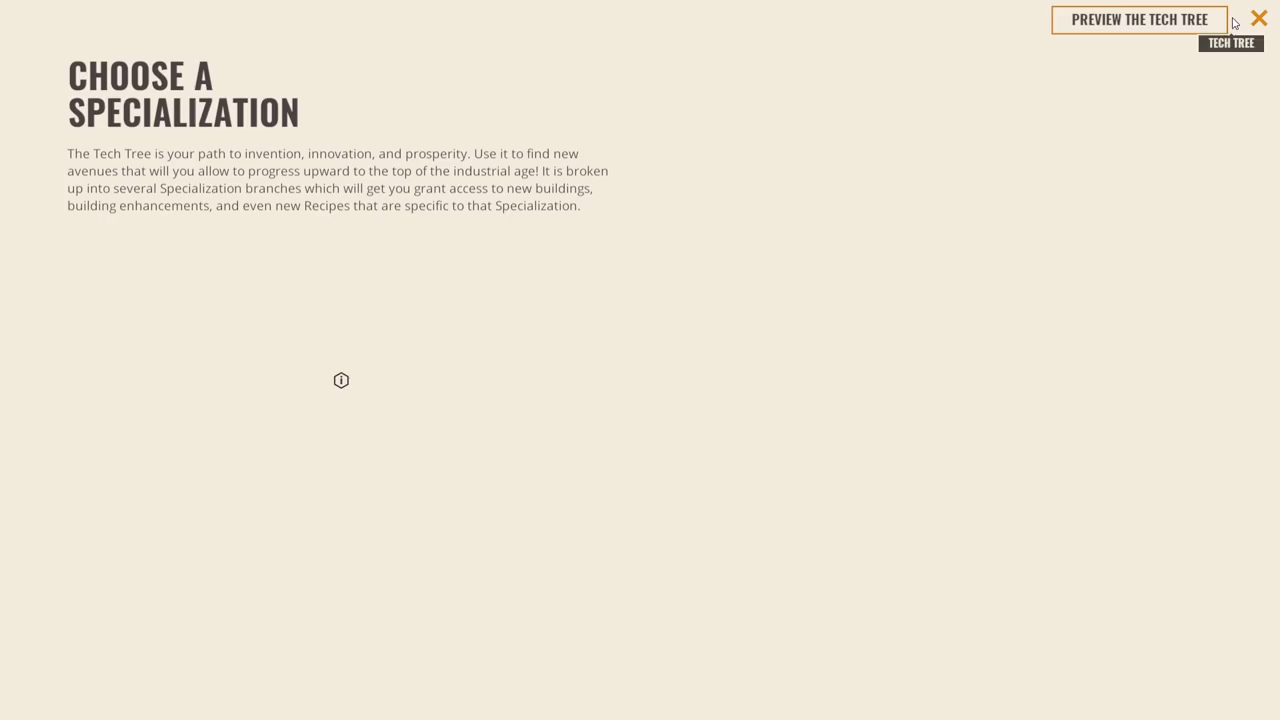 PREVIEW THE TECH TREE
TECH TREE
CHOOSE A
SPECIALIZATION
The Tech Tree is your path to invention, innovation, and prosperity. Use it to find new
avenues that will you allow to progress upward to the top of the industrial age! It is broken
up into several Specialization branches which will get you grant access to new buildings,
building enhancements, and even new Recipes that are specific to that Specialization.